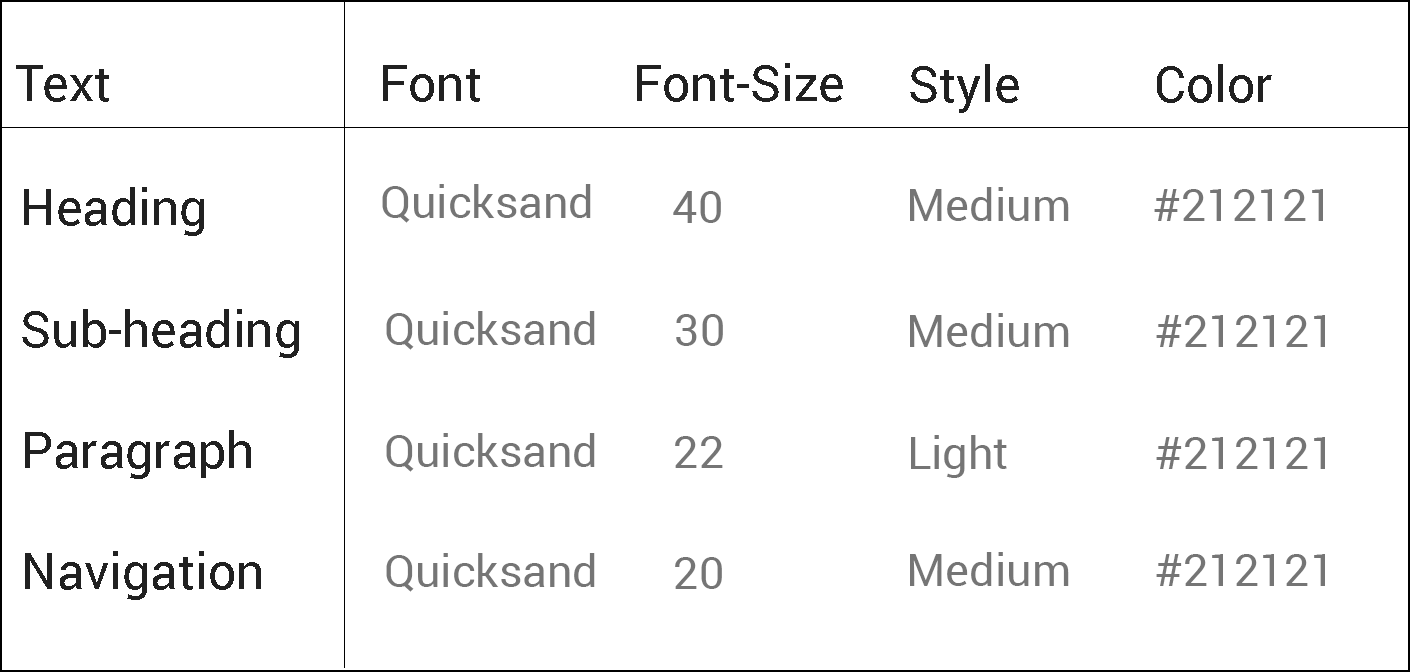 Text Font Font-Size Style Color
Heading Quicksand 40 Medium #212121
Sub-heading Quicksand 30 Medium #212121
Paragraph Quicksand 22 Light #212121
Navigation Quicksand 20 Medium #212121